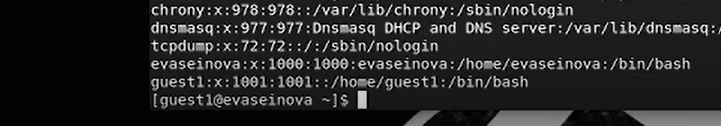 chrony:x:978:978::/var/lib/chrony:/sbin/nologin
dnsmasq:x:977:977:Dnsmasq DHCP and DNS server:/var/lib/dnsmasq:/
tcpdump:x:72:72::/:/sbin/nologin
evaseinova:x:1000:1000:evaseinova:/home/evaseinova:/bin/bash
guest1:x:1001:1001::/home/guest1:/bin/bash
[guest1@evaseinova ~]$